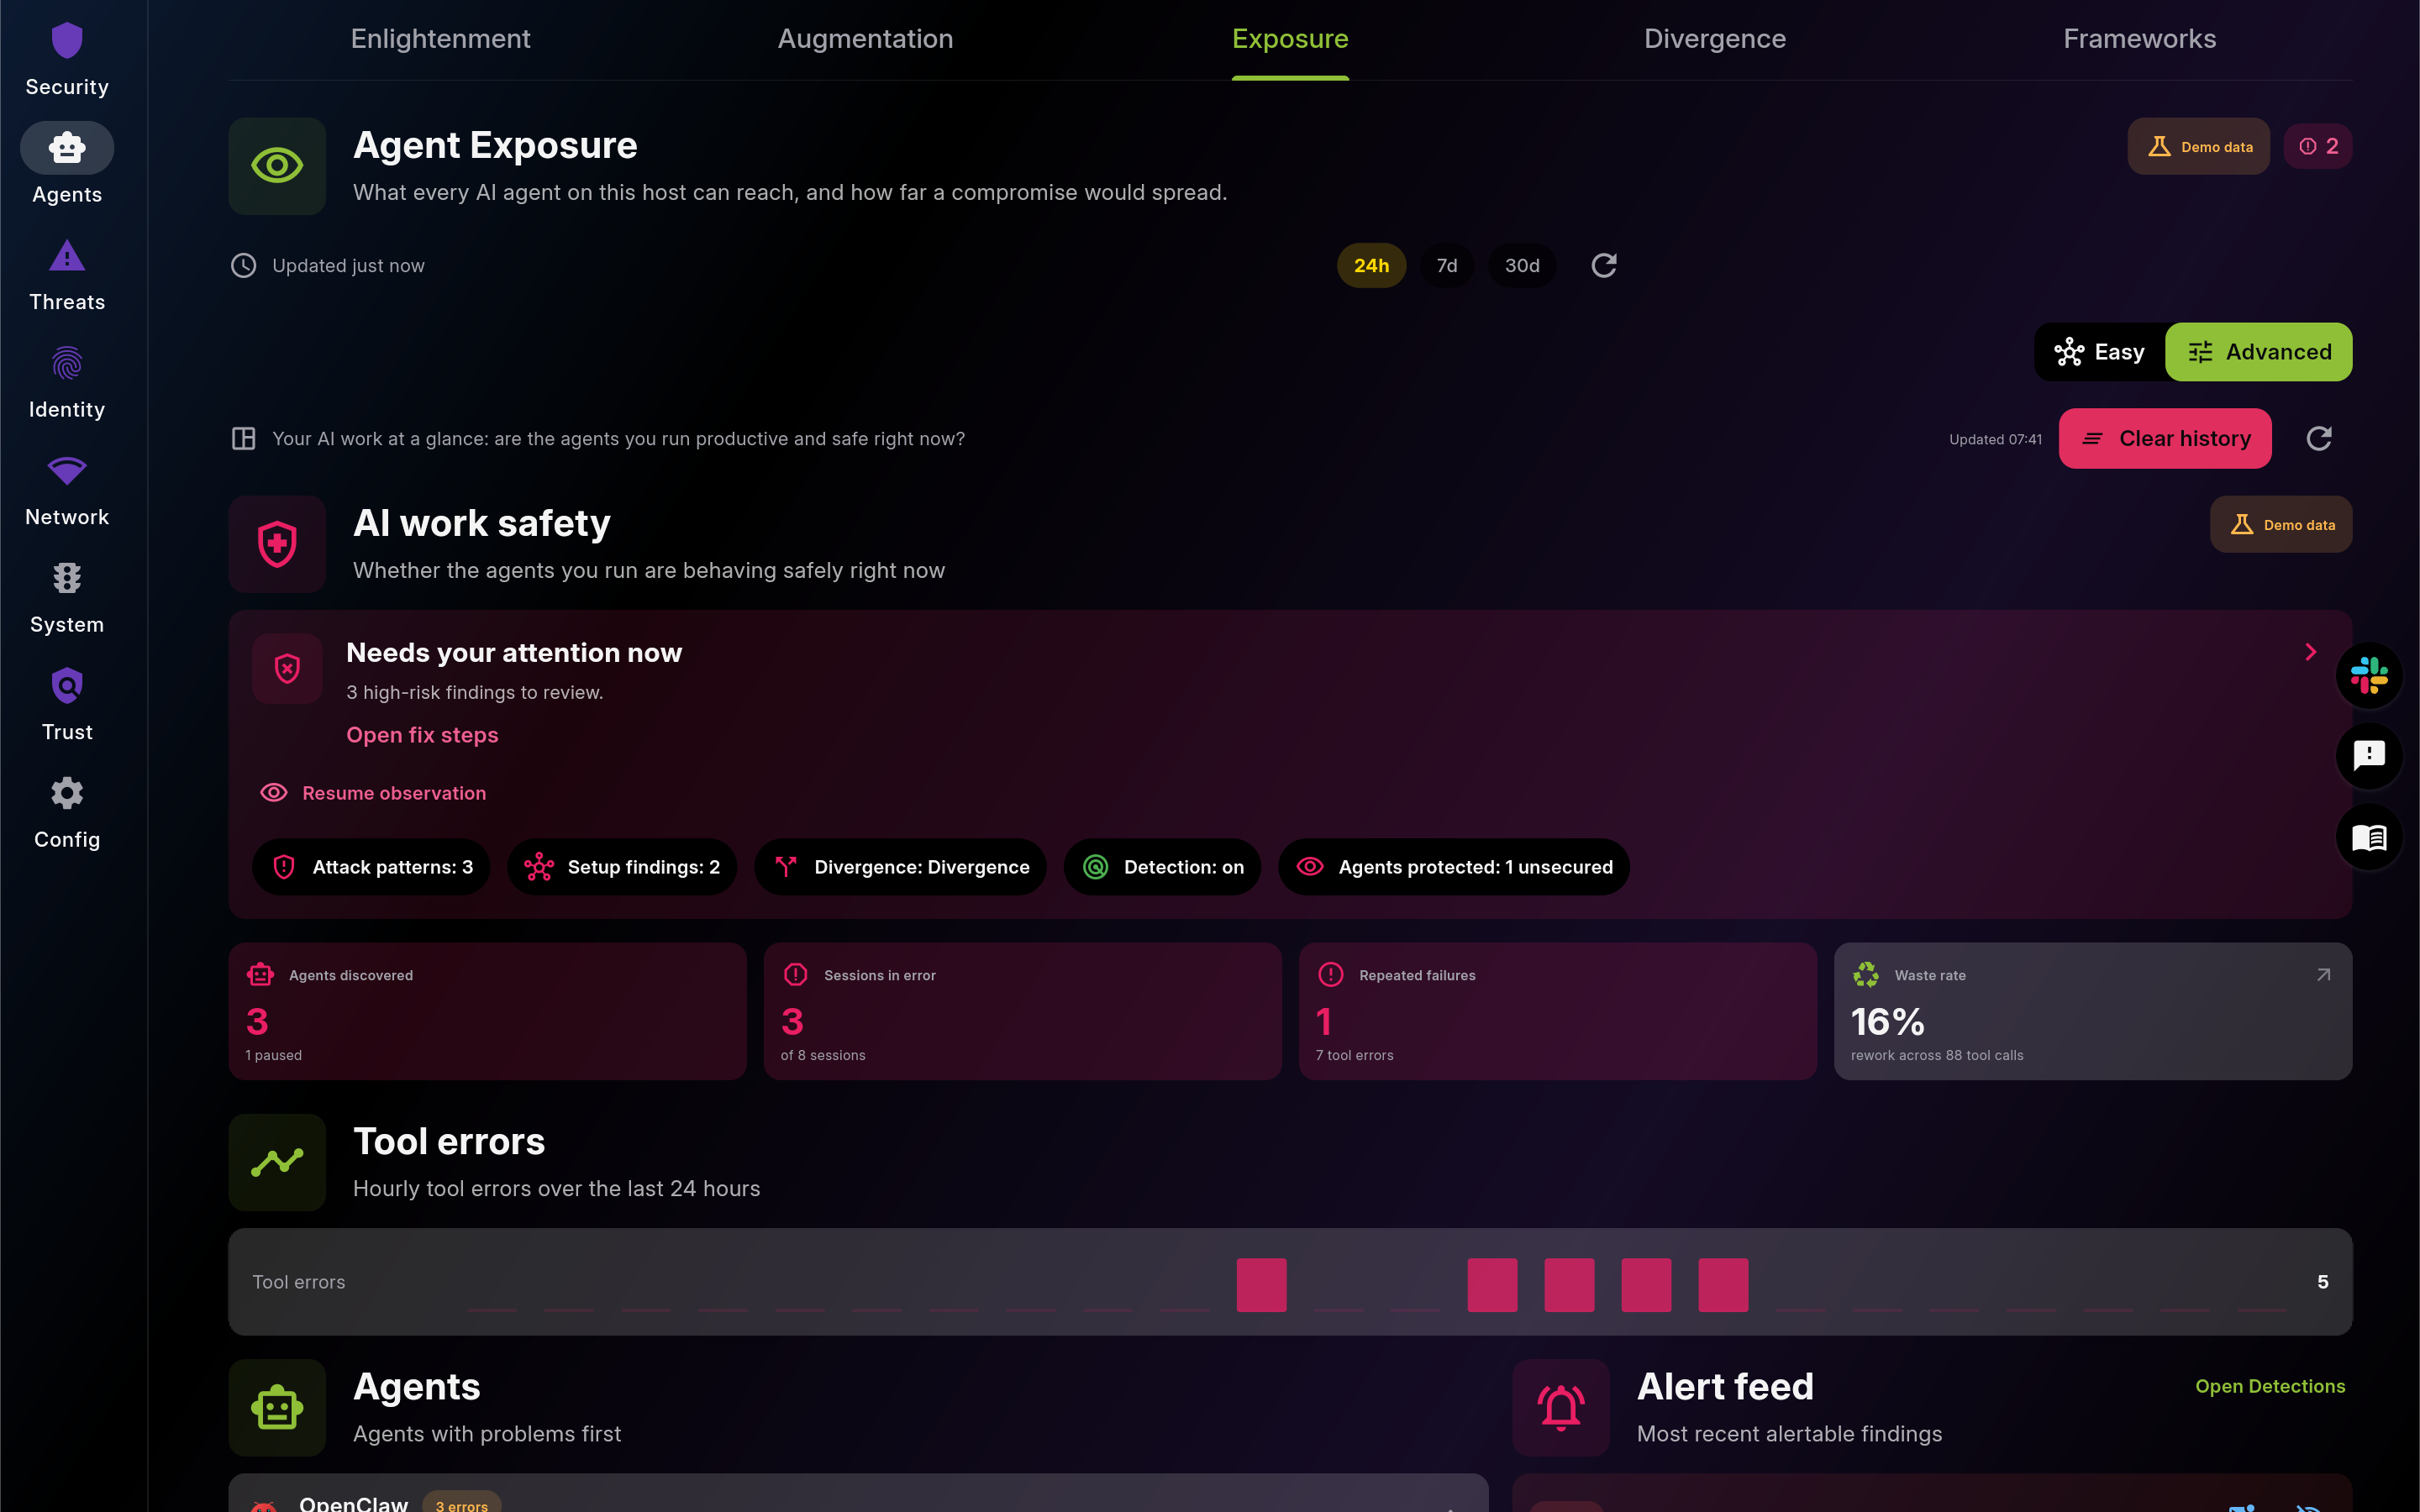 Security
Agents
Threats
Identity
Network
System
Trust
Config
Enlightenment
Augmentation
Exposure
Divergence
Frameworks
Agent Exposure
What every AI agent on this host can reach, and how far a compromise would spread.
Demo data
2
Updated just now
24h
7d
30d
Easy
Advanced
Your AI work at a glance: are the agents you run productive and safe right now?
Updated 07:41
Clear history
AI work safety
Whether the agents you run are behaving safely right now
Demo data
Needs your attention now
3 high-risk findings to review.
Open fix steps
Resume observation
Attack patterns: 3
Setup findings: 2
Divergence: Divergence
Detection: on
Agents protected: 1 unsecured
Agents discovered
3
1 paused
Sessions in error
3
of 8 sessions
Repeated failures
1
7 tool errors
Waste rate
16%
rework across 88 tool calls
Tool errors
Hourly tool errors over the last 24 hours
Tool errors
5
Agents
Agents with problems first
Alert feed
Most recent alertable findings
Open Detections
OpenClaw
3 errors